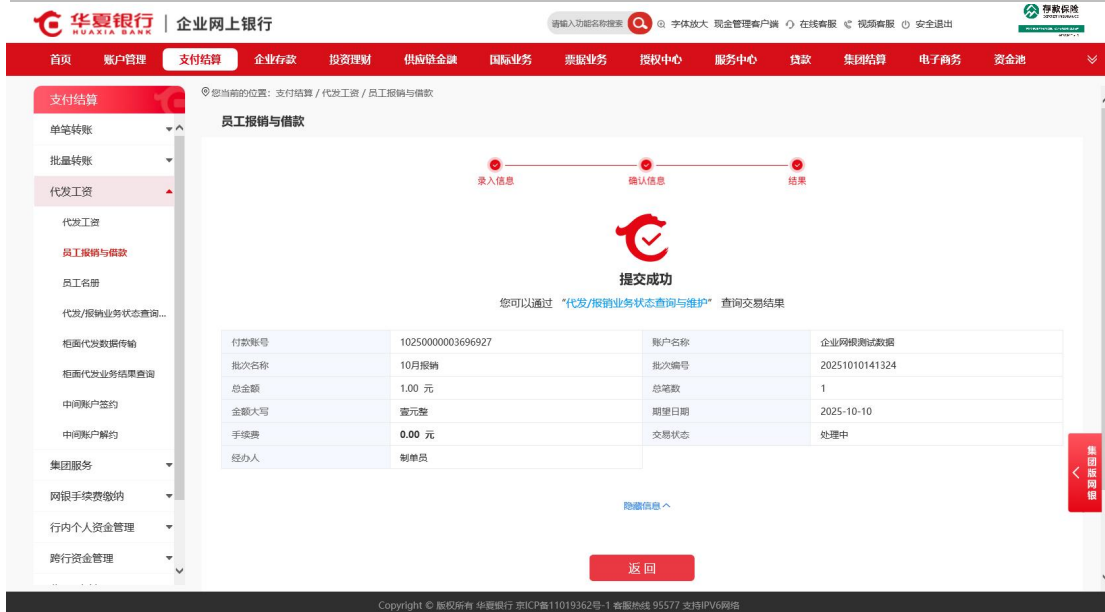 华夏银行 HUAXIA BANK 企业网上银行
请输入功能名称搜索 字体放大 现金管理客户端 在线客服 视频客服 安全退出
存款保险
首页 账户管理 支付结算 企业存款 投资理财 供应链金融 国际业务 票据业务 授权中心 服务中心 贷款 集团结算 电子商务 资金池
支付结算
您当前的位置：支付结算 / 代发工资 / 员工报销与借款
单笔转账
批量转账
代发工资
代发工资
员工报销与借款
员工名册
代发/报销业务状态查询...
柜面代发数据传输
柜面代发业务结果查询
中间账户签约
中间账户解约
集团服务
网银手续费缴纳
行内个人资金管理
跨行资金管理
员工报销与借款
录入信息 确认信息 结果
提交成功
您可以通过 “代发/报销业务状态查询与维护” 查询交易结果
付款账号 10250000003696927 账户名称 企业网银测试数据
批次名称 10月报销 批次编号 20251010141324
总金额 1.00 元 总笔数 1
金额大写 壹元整 期望日期 2025-10-10
手续费 0.00 元 交易状态 处理中
经办人 制单员
隐藏信息
返回
集团版网银
Copyright © 版权所有 华夏银行 京ICP备11019362号-1 客服热线 95577 支持IPV6网络